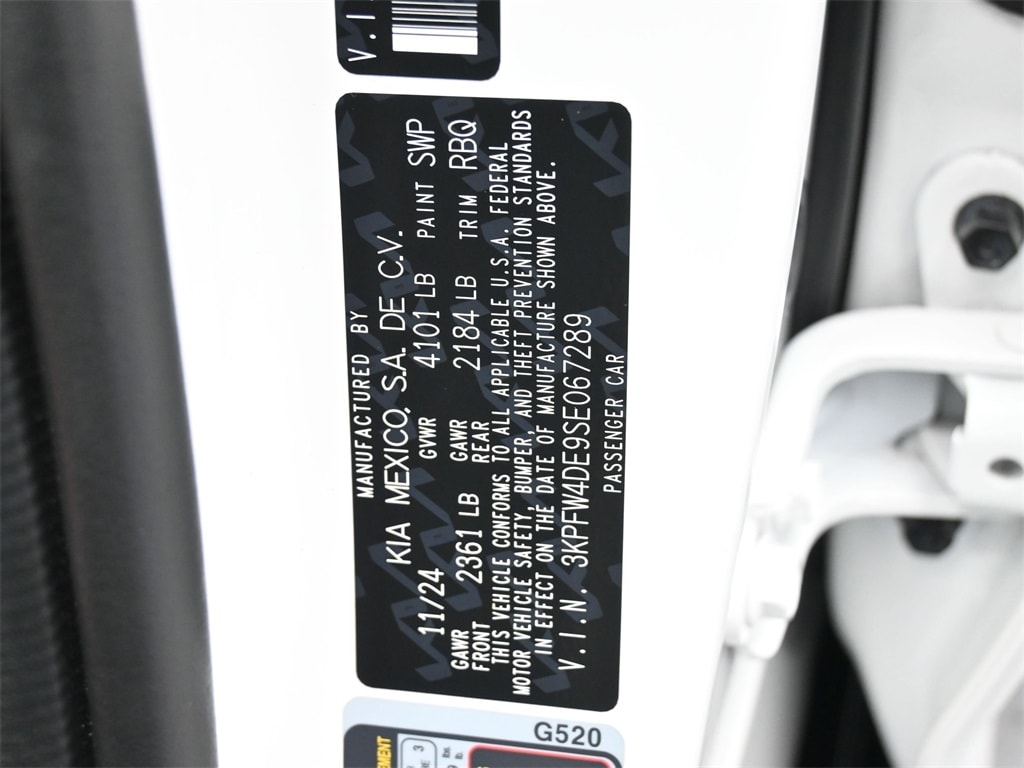 V.I
MANUFACTURED BY
KIA MEXICO, S.A. DE C.V.
11/24 GVWR 4101 LB PAINT SWP
GAWR FRONT 2361 LB GAWR REAR 2184 LB TRIM RBQ
THIS VEHICLE CONFORMS TO ALL APPLICABLE U.S.A. FEDERAL
MOTOR VEHICLE SAFETY, BUMPER, AND THEFT PREVENTION STANDARDS
IN EFFECT ON THE DATE OF MANUFACTURE SHOWN ABOVE.
V.I.N. 3KPFW4DE9SE067289
PASSENGER CAR
G520